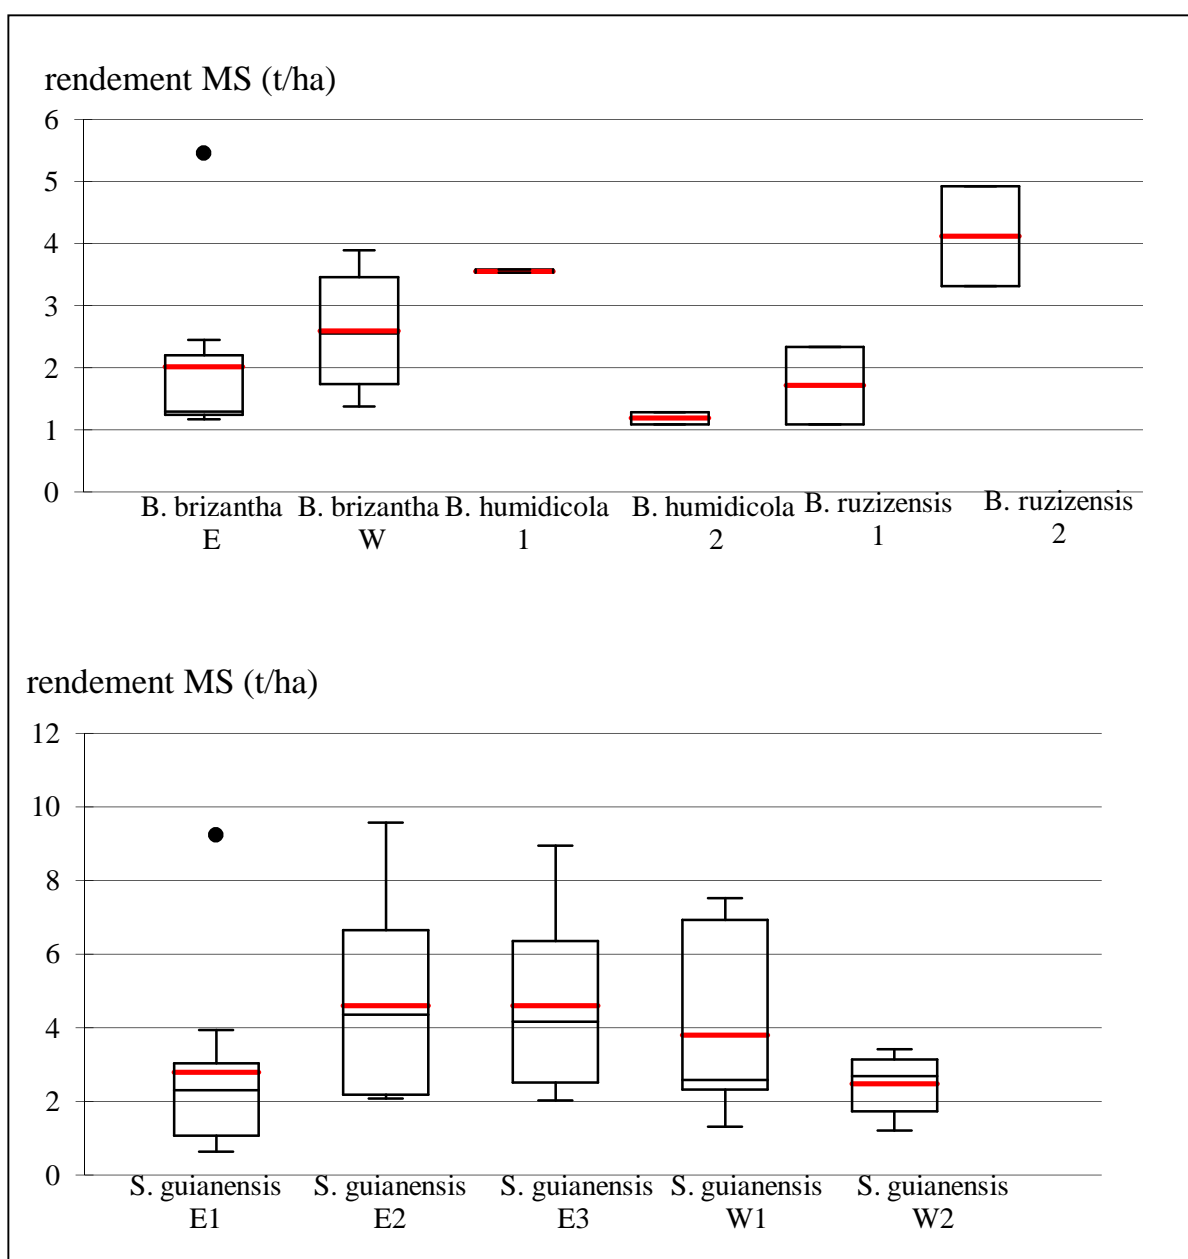 rendement MS (t/ha)
6
5
4
3
2
1
0
B. brizantha E
B. brizantha W
B. humidicola 1
B. humidicola 2
B. ruzizensis 1
B. ruzizensis 2
rendement MS (t/ha)
12
10
8
6
4
2
0
S. guianensis E1
S. guianensis E2
S. guianensis E3
S. guianensis W1
S. guianensis W2